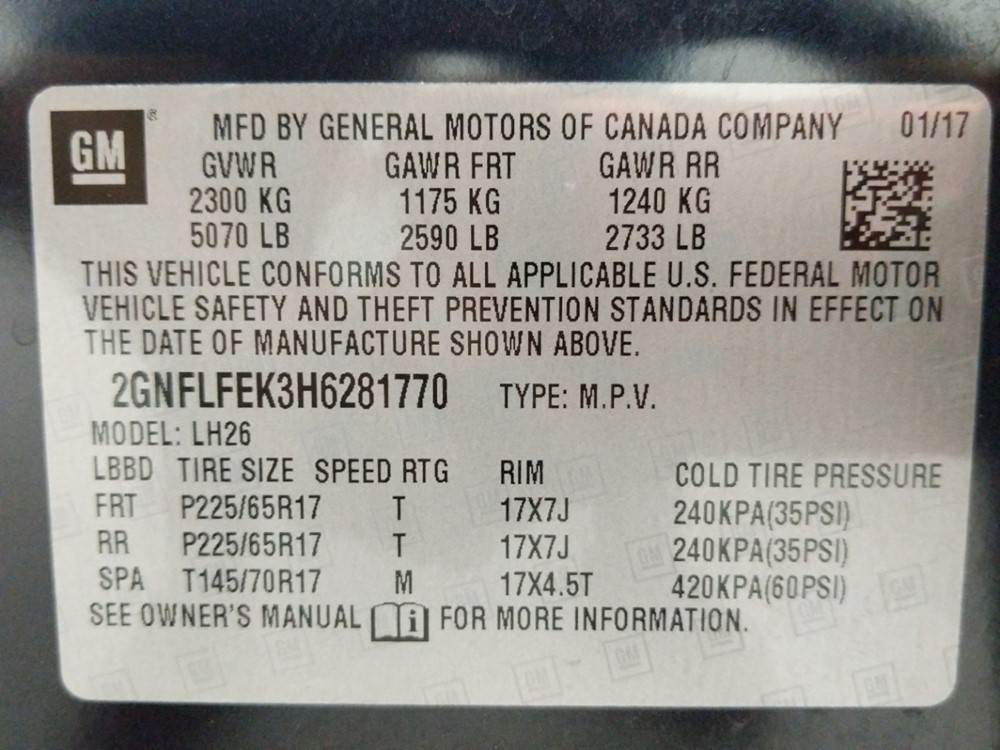 GM ®
MFD BY GENERAL MOTORS OF CANADA COMPANY 01/17
GVWR GAWR FRT GAWR RR
2300 KG 1175 KG 1240 KG
5070 LB 2590 LB 2733 LB
THIS VEHICLE CONFORMS TO ALL APPLICABLE U.S. FEDERAL MOTOR
VEHICLE SAFETY AND THEFT PREVENTION STANDARDS IN EFFECT ON
THE DATE OF MANUFACTURE SHOWN ABOVE.
2GNFLFEK3H6281770 TYPE: M.P.V.
MODEL: LH26
LBBD TIRE SIZE SPEED RTG RIM COLD TIRE PRESSURE
FRT P225/65R17 T 17X7J 240KPA(35PSI)
RR P225/65R17 T 17X7J 240KPA(35PSI)
SPA T145/70R17 M 17X4.5T 420KPA(60PSI)
SEE OWNER'S MANUAL i FOR MORE INFORMATION.